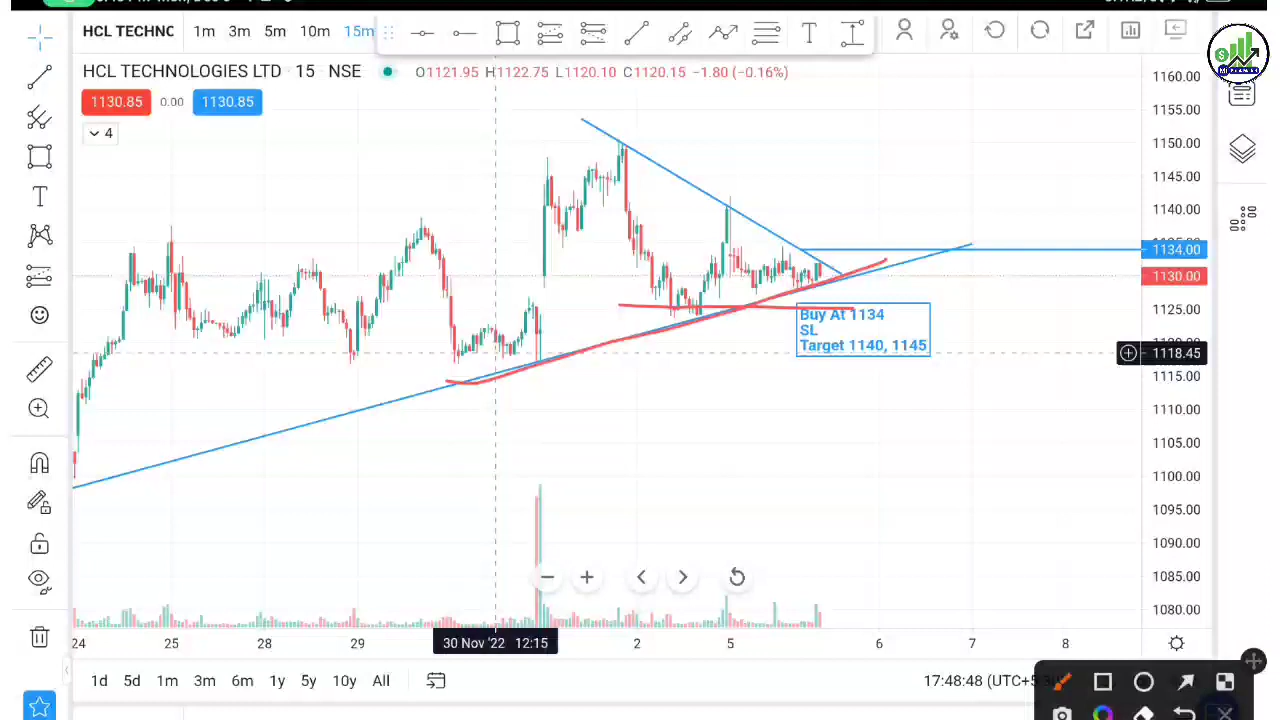 HCL TECHNC 1m 3m 5m 10m 15m T
HCL TECHNOLOGIES LTD · 15 NSE O1121.95 H1122.75 L1120.10 C1120.15 −1.80 (−0.16%)
1130.85 0.00 1130.85
4
1160.00
1155.00
1150.00
1145.00
1140.00
1134.00
1130.00
1125.00
1118.45
1115.00
1110.00
1105.00
1100.00
1095.00
1090.00
1085.00
1080.00
Buy At 1134
SL
Target 1140, 1145
24 25 28 29 30 Nov '22 12:15 2 5 6 7 8
1d 5d 1m 3m 6m 1y 5y 10y All 17:48:48 (UTC+5